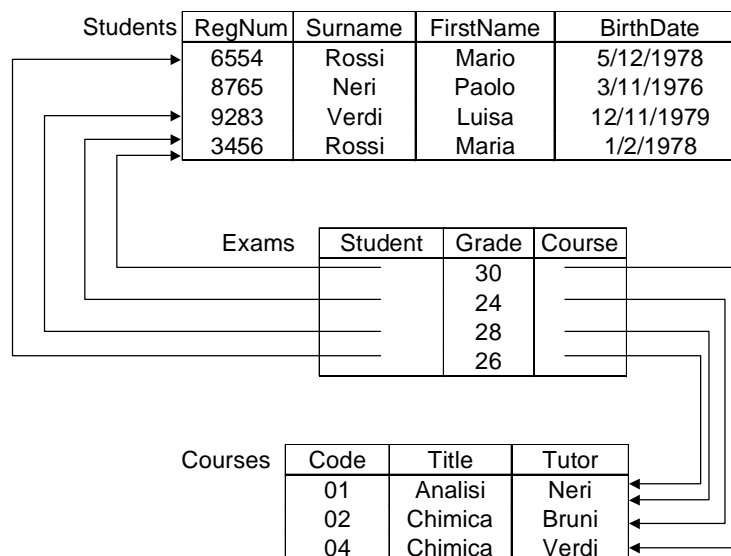 Students RegNum Surname FirstName BirthDate
6554 Rossi Mario 5/12/1978
8765 Neri Paolo 3/11/1976
9283 Verdi Luisa 12/11/1979
3456 Rossi Maria 1/2/1978
Exams Student Grade Course
30
24
28
26
Courses Code Title Tutor
01 Analisi Neri
02 Chimica Bruni
04 Chimica Verdi